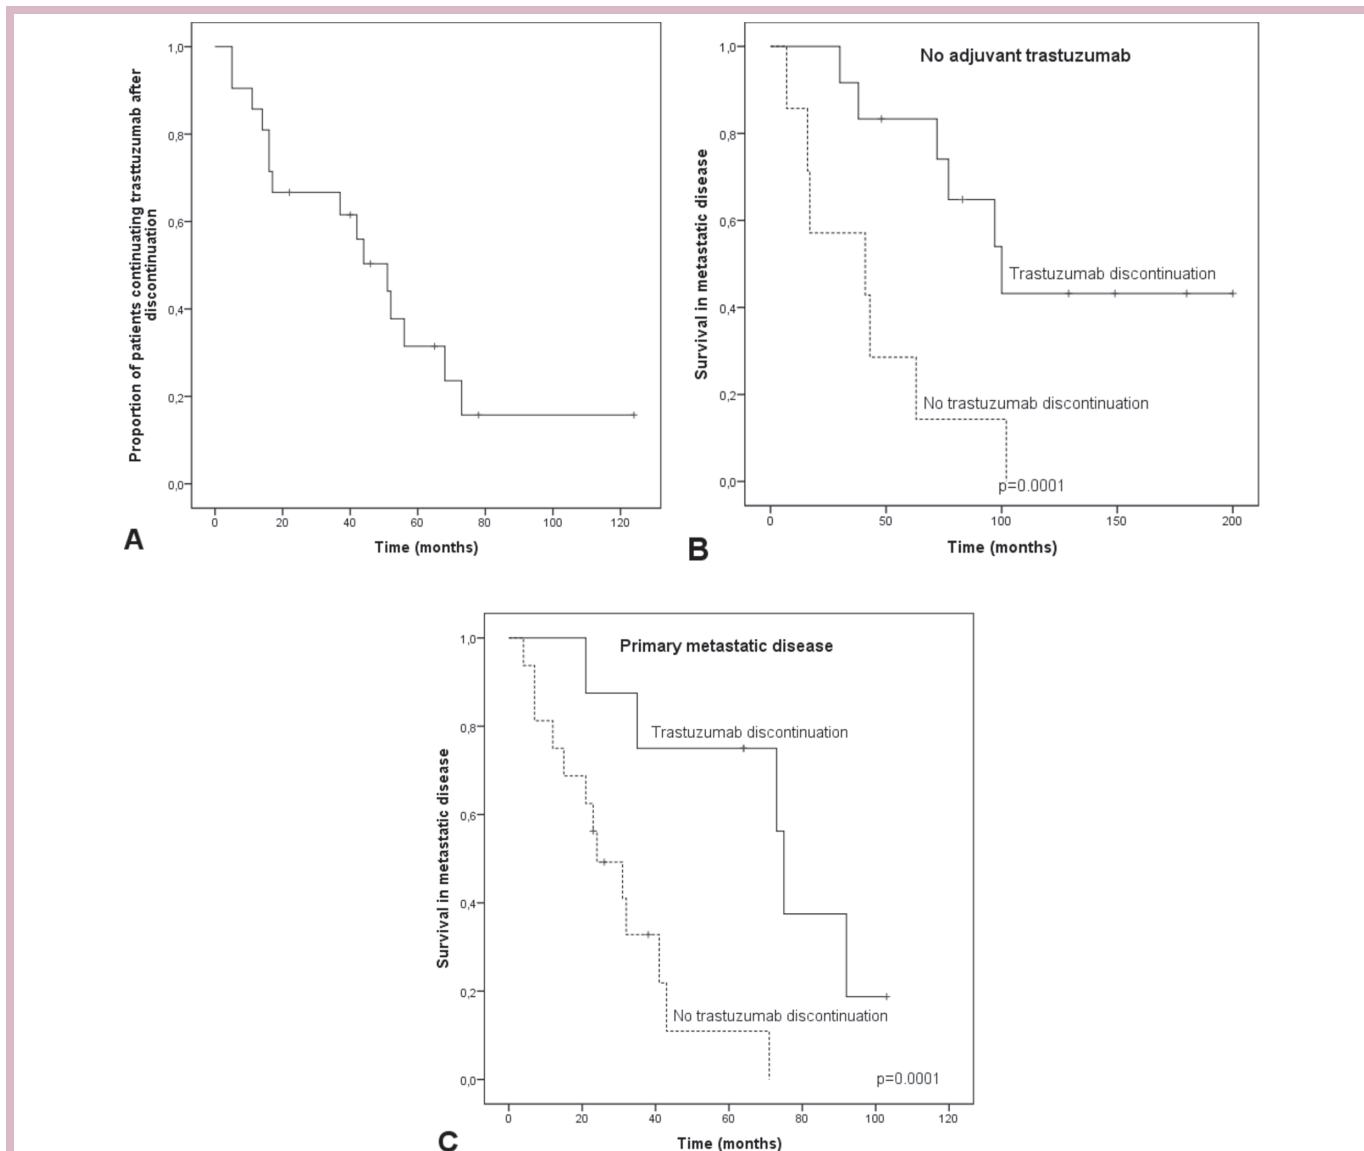 Proportion of patients continuating trasttuzumab after
discontinuation
1,0
0,8
0,6
0,4
0,2
0,0
0 20 40 60 80 100 120
Time (months)
A
No adjuvant trastuzumab
Survival in metastatic disease
1,0
0,8
0,6
0,4
0,2
0,0
Trastuzumab discontinuation
No trastuzumab discontinuation
p=0.0001
0 50 100 150 200
Time (months)
B
Primary metastatic disease
Survival in metastatic disease
1,0
0,8
0,6
0,4
0,2
0,0
Trastuzumab discontinuation
No trastuzumab discontinuation
p=0.0001
0 20 40 60 80 100 120
Time (months)
C